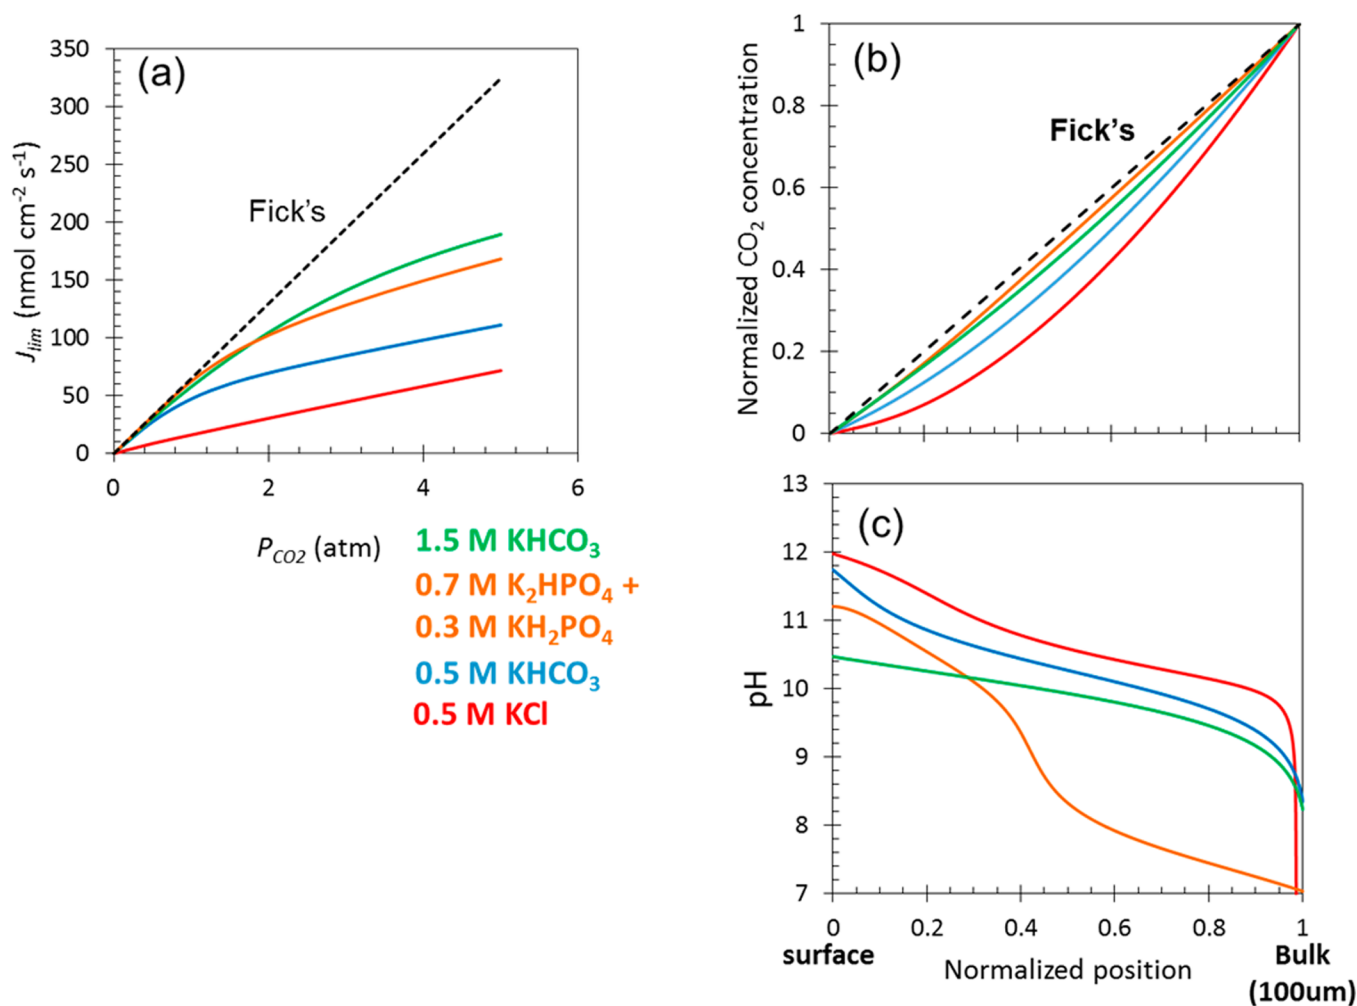 (a)
350
300
250
200
150
100
50
0
J_lim (nmol cm⁻² s⁻¹)
Fick's
0 2 4 6
P_CO2 (atm)
1.5 M KHCO₃
0.7 M K₂HPO₄ +
0.3 M KH₂PO₄
0.5 M KHCO₃
0.5 M KCl
(b)
1
0.8
0.6
0.4
0.2
0
Normalized CO₂ concentration
Fick's
(c)
13
12
11
10
9
8
7
pH
0 0.2 0.4 0.6 0.8 1
surface
Normalized position
Bulk
(100um)